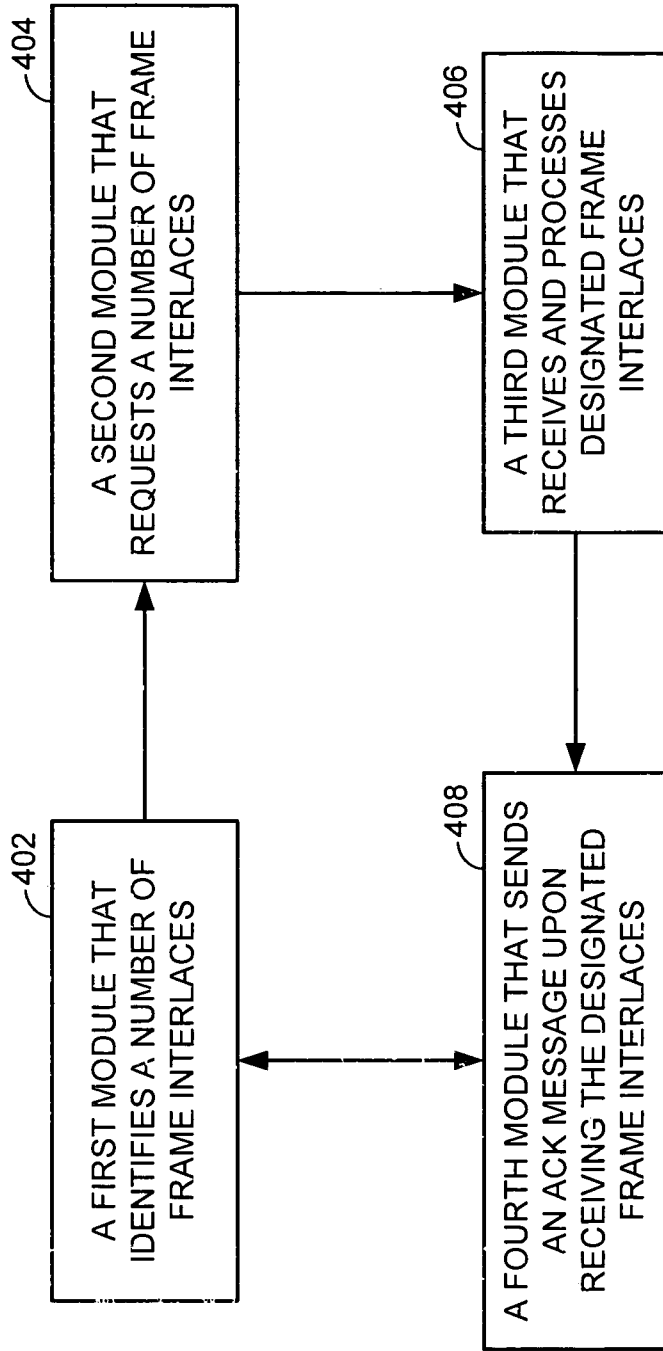 402
A FIRST MODULE THAT
IDENTIFIES A NUMBER OF
FRAME INTERLACES
404
A SECOND MODULE THAT
REQUESTS A NUMBER OF FRAME
INTERLACES
408
A FOURTH MODULE THAT SENDS
AN ACK MESSAGE UPON
RECEIVING THE DESIGNATED
FRAME INTERLACES
406
A THIRD MODULE THAT
RECEIVES AND PROCESSES
DESIGNATED FRAME
INTERLACES